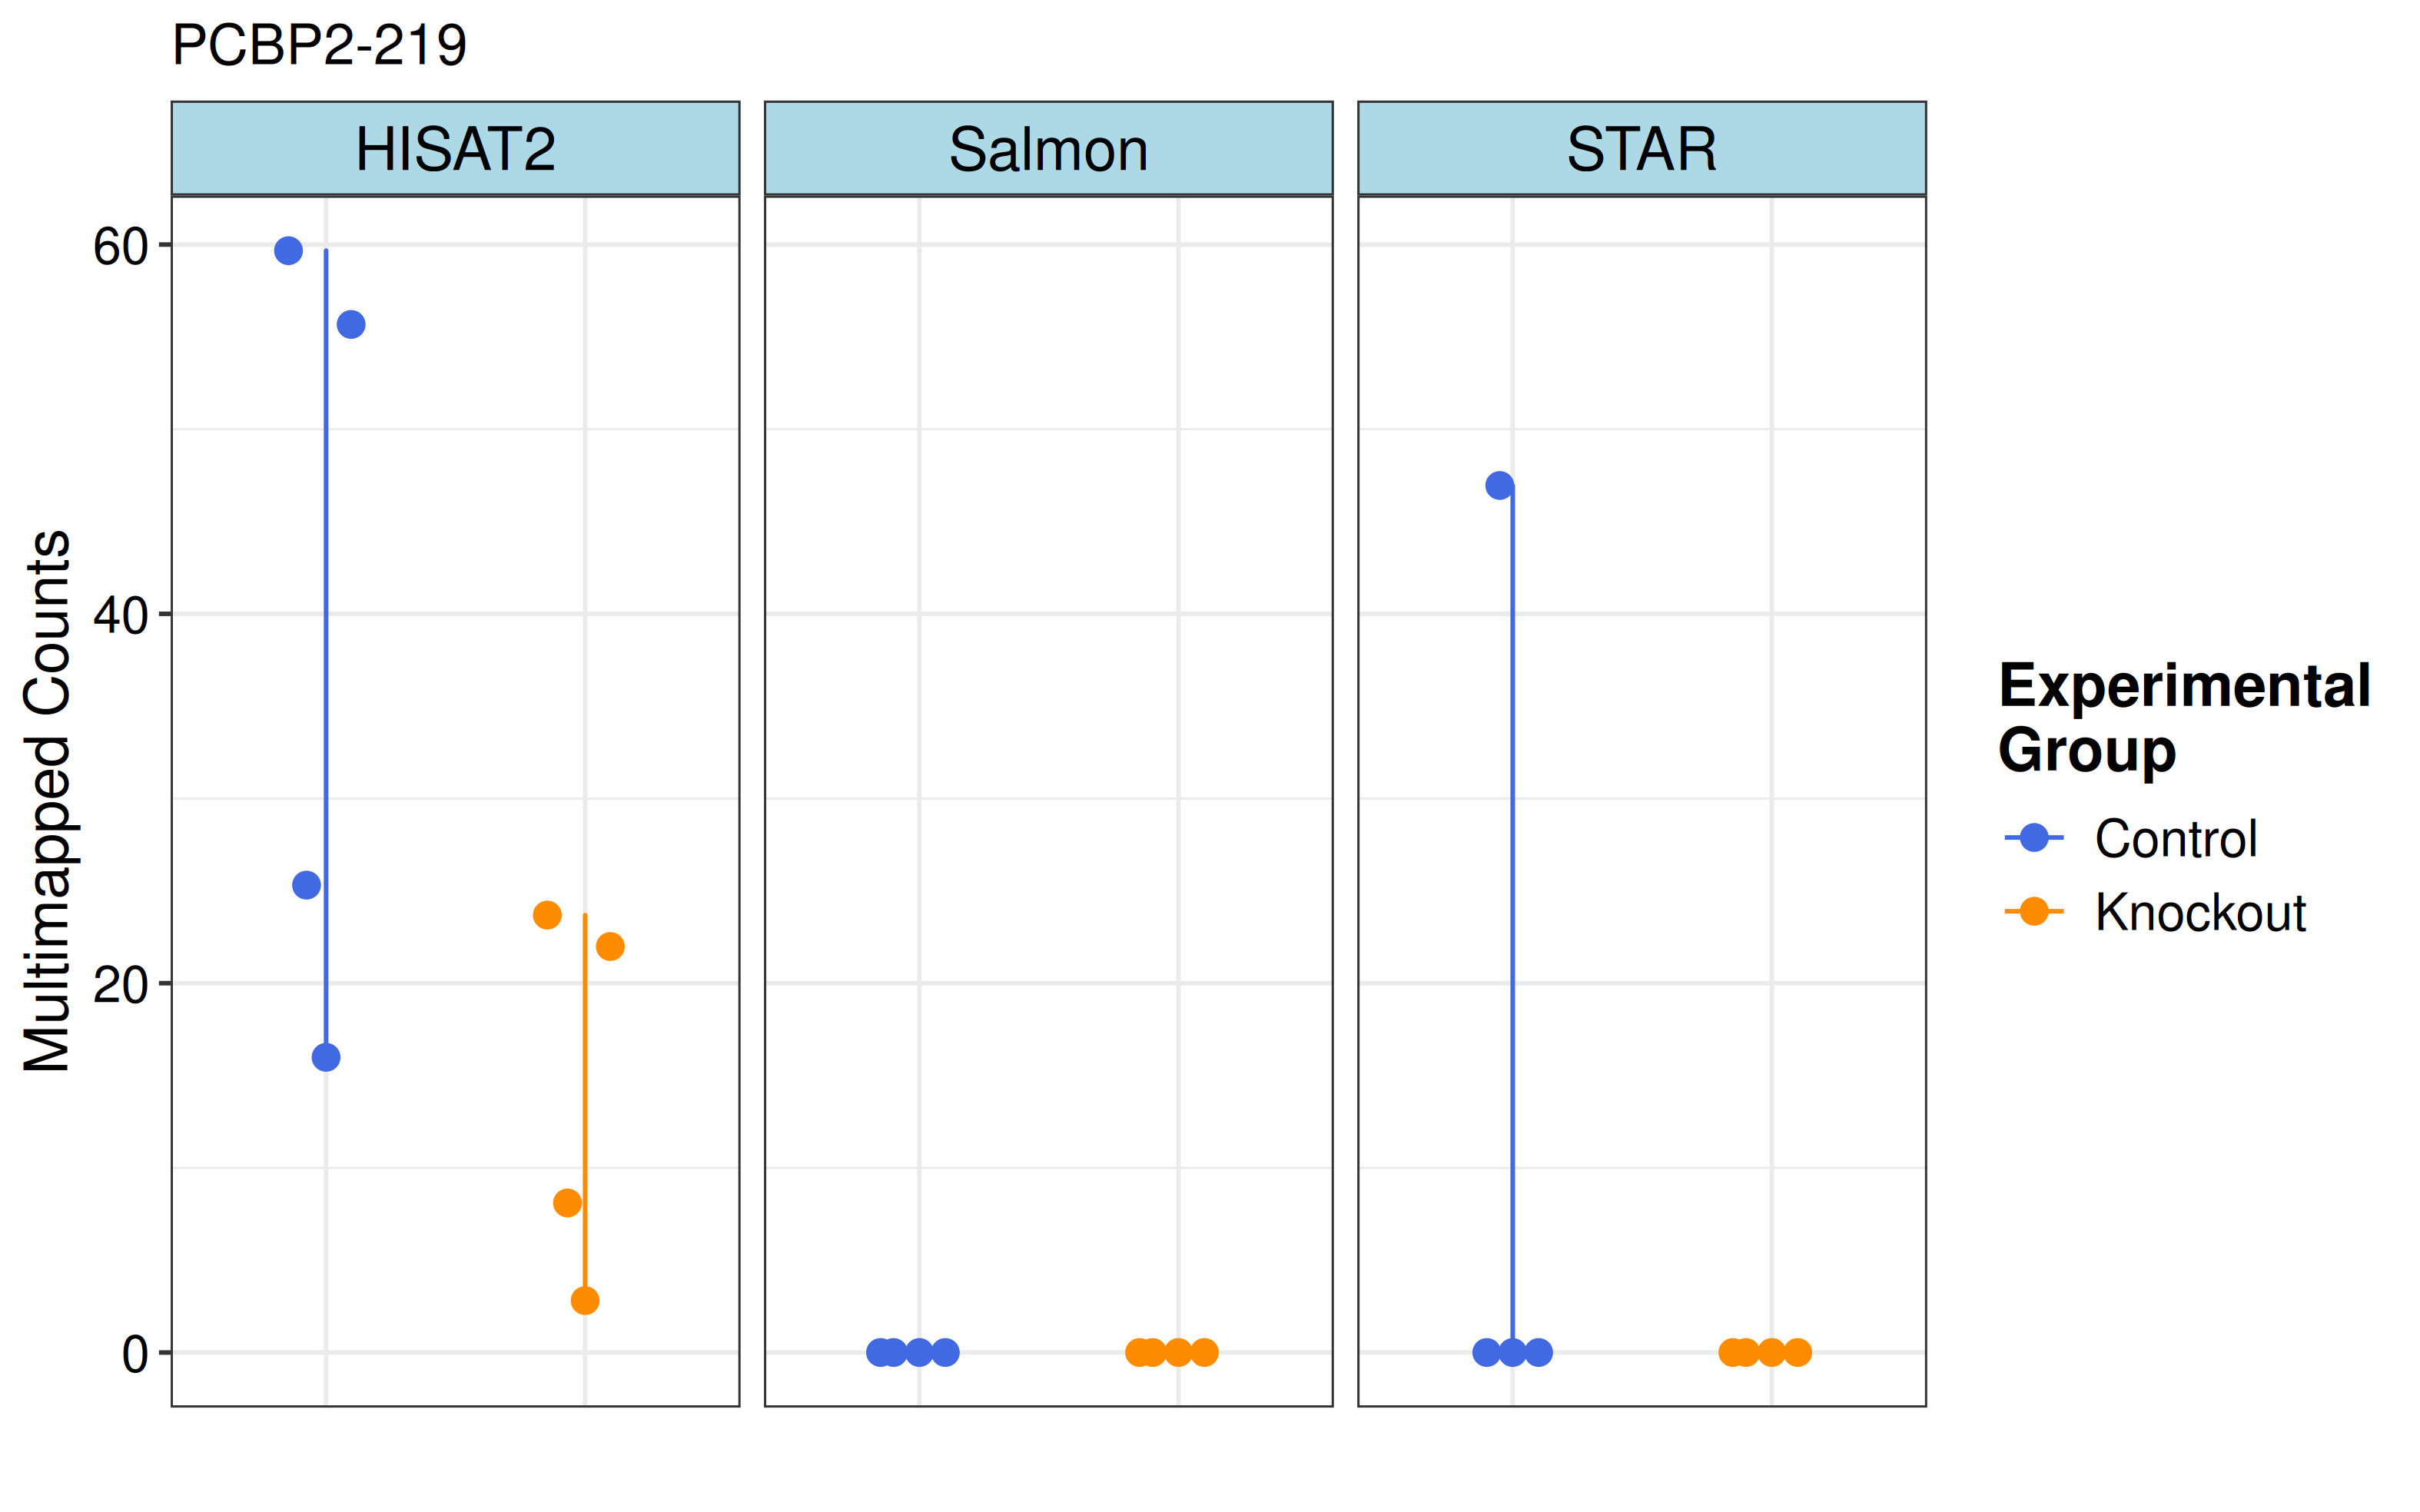 PCBP2-219
HISAT2
Salmon
STAR
Multimapped Counts
60
40
20
0
Experimental
Group
Control
Knockout